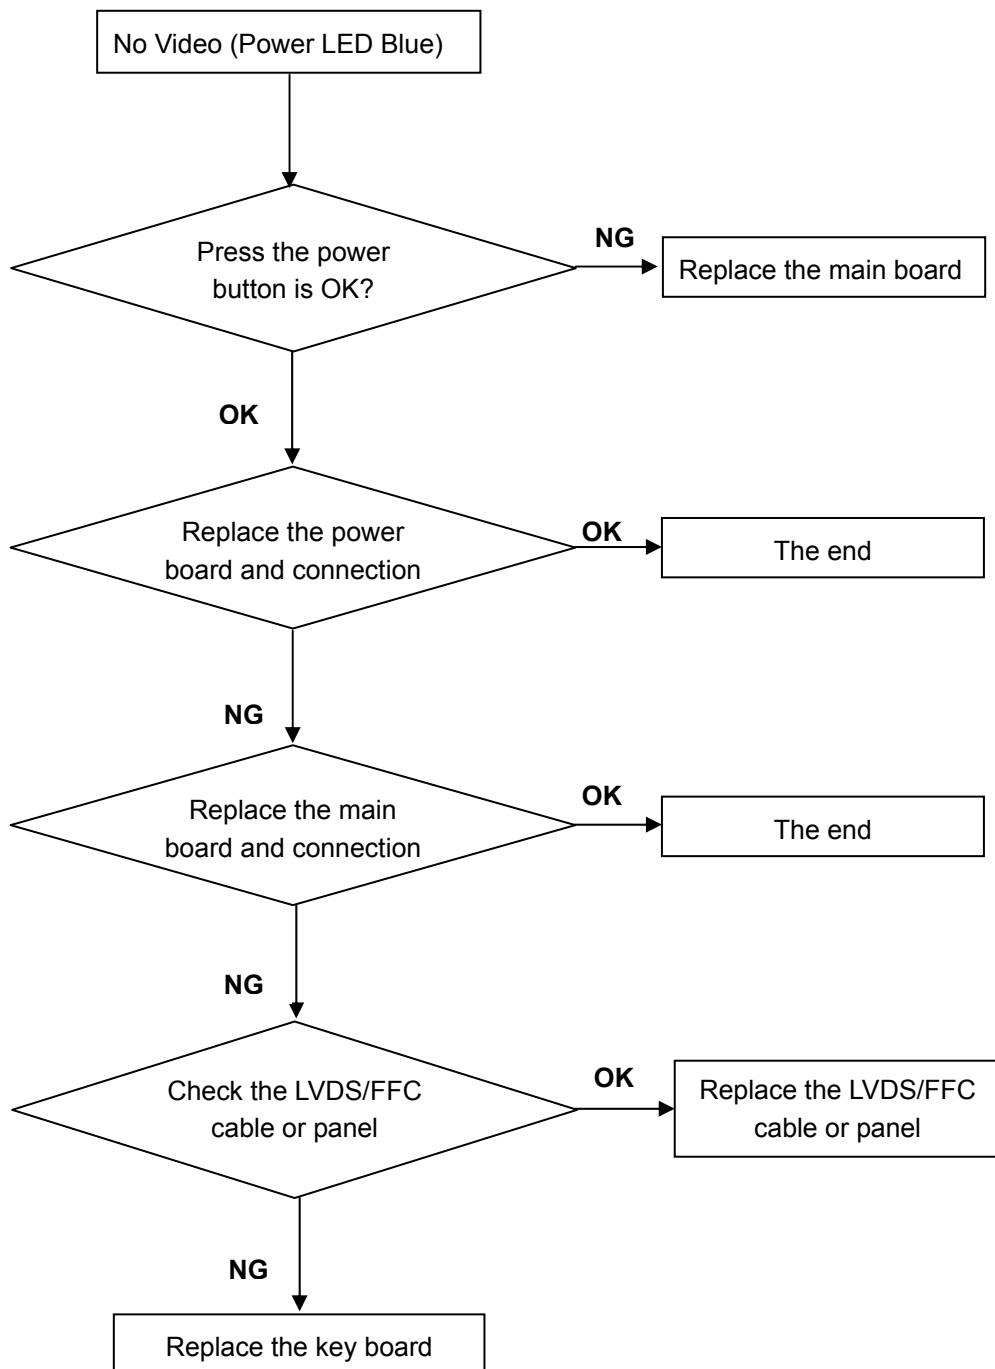 No Video (Power LED Blue)
Press the power
button is OK?
NG
Replace the main board
OK
Replace the power
board and connection
OK
The end
NG
Replace the main
board and connection
OK
The end
NG
Check the LVDS/FFC
cable or panel
OK
Replace the LVDS/FFC
cable or panel
NG
Replace the key board